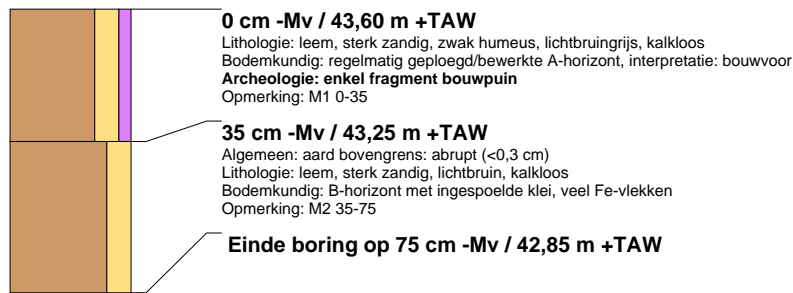 0 cm -Mv / 43,60 m +TAW
Lithologie: leem, sterk zandig, zwak humeus, lichtbruingrijs, kalkloos
Bodemkundig: regelmatig geploegd/bewerkte A-horizont, interpretatie: bouwvoor
Archeologie: enkel fragment bouwpuin
Opmerking: M1 0-35
35 cm -Mv / 43,25 m +TAW
Algemeen: aard bovengrens: abrupt (<0,3 cm)
Lithologie: leem, sterk zandig, lichtbruin, kalkloos
Bodemkundig: B-horizont met ingespoelde klei, veel Fe-vlekken
Opmerking: M2 35-75
Einde boring op 75 cm -Mv / 42,85 m +TAW